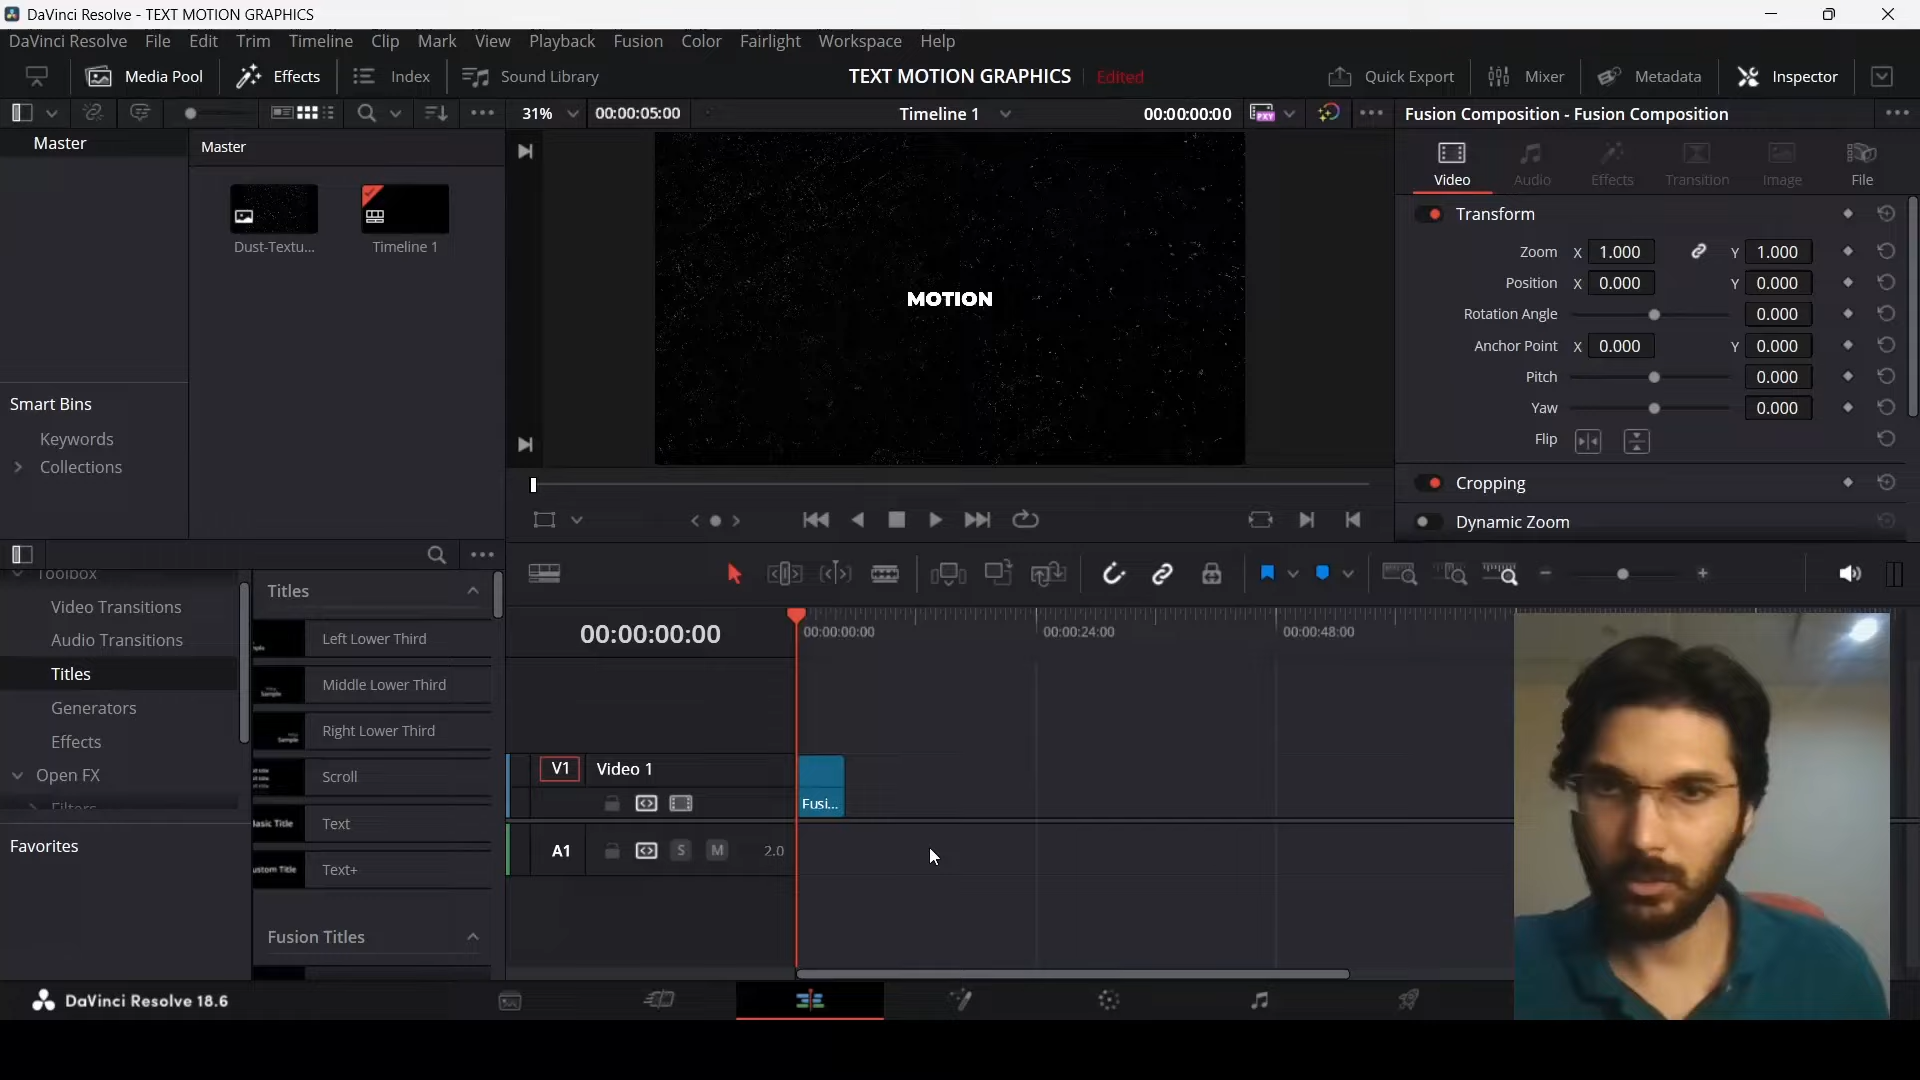 DaVinci Resolve - TEXT MOTION GRAPHICS
DaVinci Resolve File Edit Trim Timeline Clip Mark View Playback Fusion Color Fairlight Workspace Help
Media Pool Effects Index Sound Library TEXT MOTION GRAPHICS Edited Quick Export Mixer Metadata Inspector
31% 00:00:05:00 Timeline 1 00:00:00:00 Fusion Composition - Fusion Composition
Master
Master
Dust-Textu... Timeline 1
Smart Bins
Keywords
Collections
MOTION
Video Audio Effects Transition Image File
Transform
Zoom X 1.000 Y 1.000
Position X 0.000 Y 0.000
Rotation Angle 0.000
Anchor Point X 0.000 Y 0.000
Pitch 0.000
Yaw 0.000
Flip
Cropping
Dynamic Zoom
Toolbox
Video Transitions
Audio Transitions
Titles
Generators
Effects
Open FX
Filters
Favorites
Titles
Left Lower Third
Middle Lower Third
Right Lower Third
Scroll
Text
Text+
Fusion Titles
00:00:00:00 00:00:00:00 00:00:24:00 00:00:48:00
V1 Video 1
Fusi...
A1 S M 2.0
DaVinci Resolve 18.6